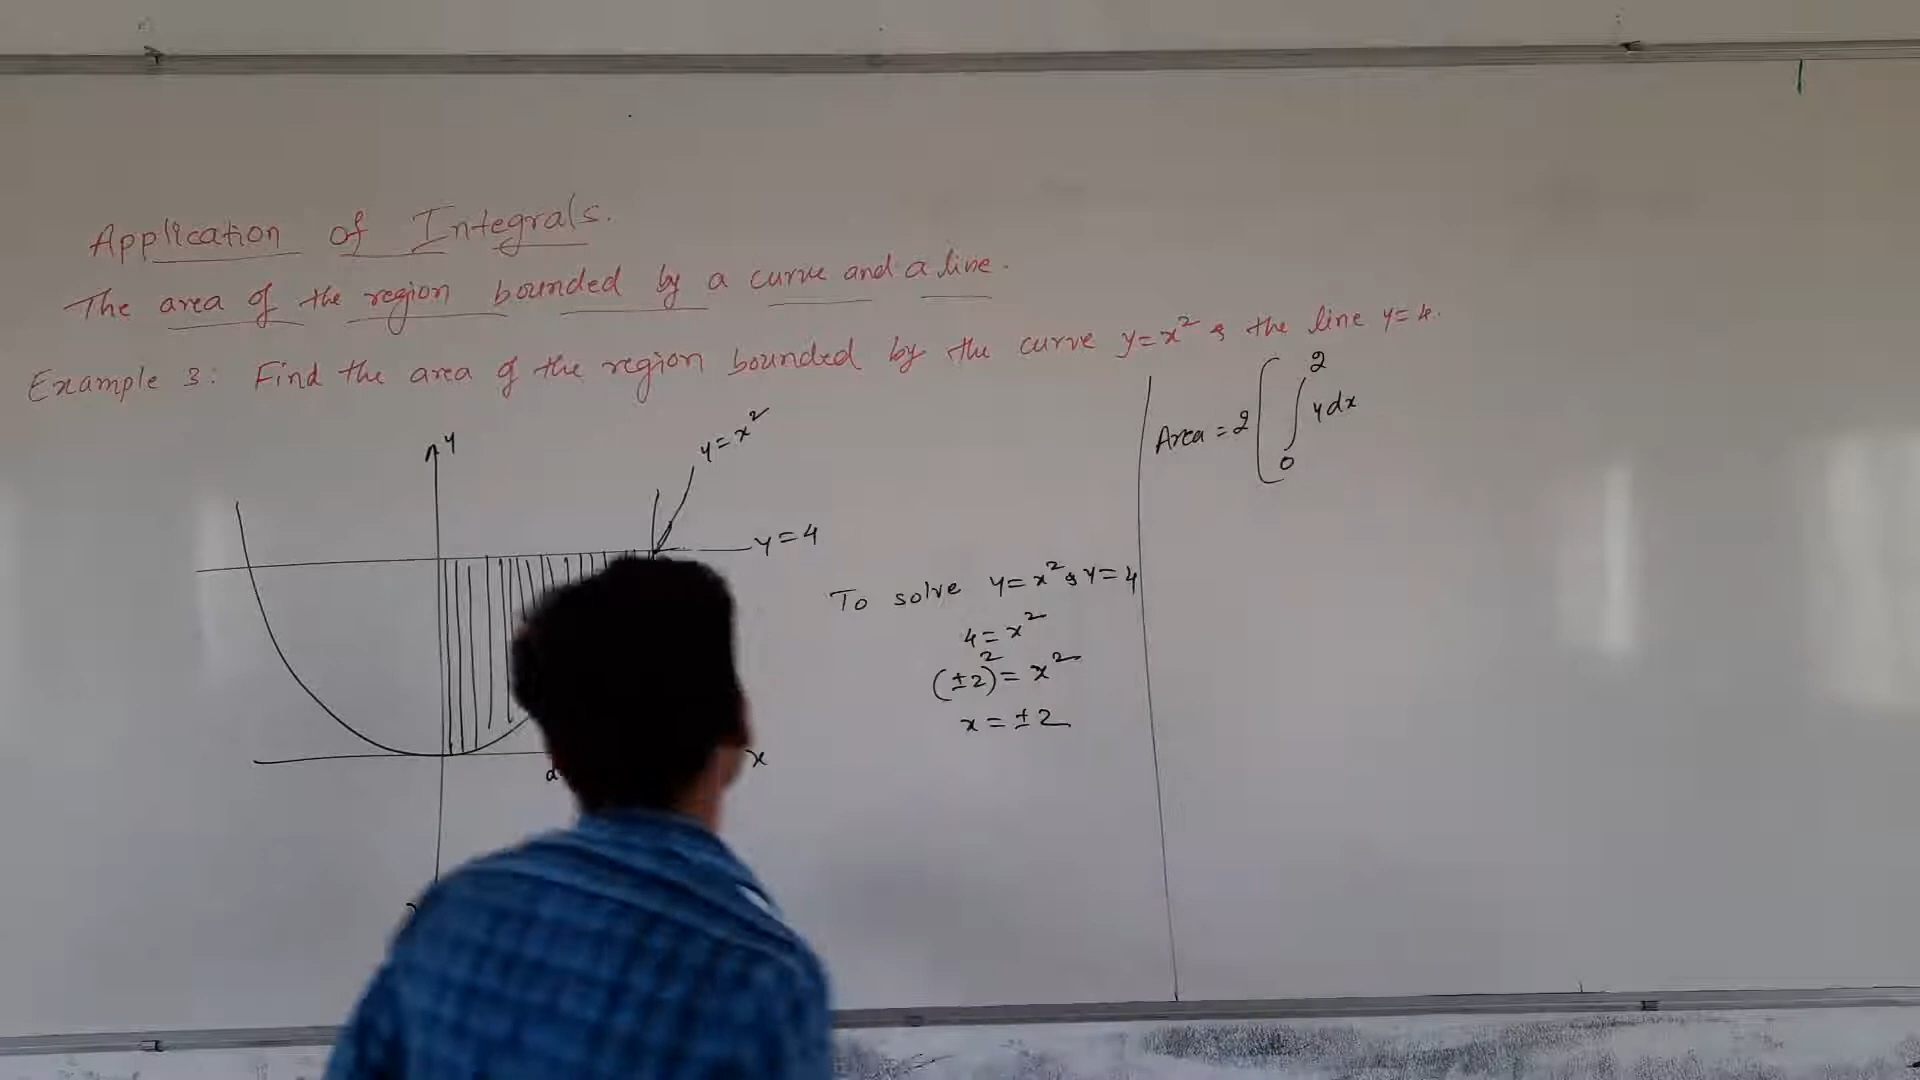 Application of Integrals.
The area of the region bounded by a curve and a line.
Example 3: Find the area of the region bounded by the curve y=x² & the line y=4.
y
y=x²
y=4
x
To solve y=x² & y=4
4=x²
(±2)²=x²
x=±2
Area = 2[∫₀² y dx